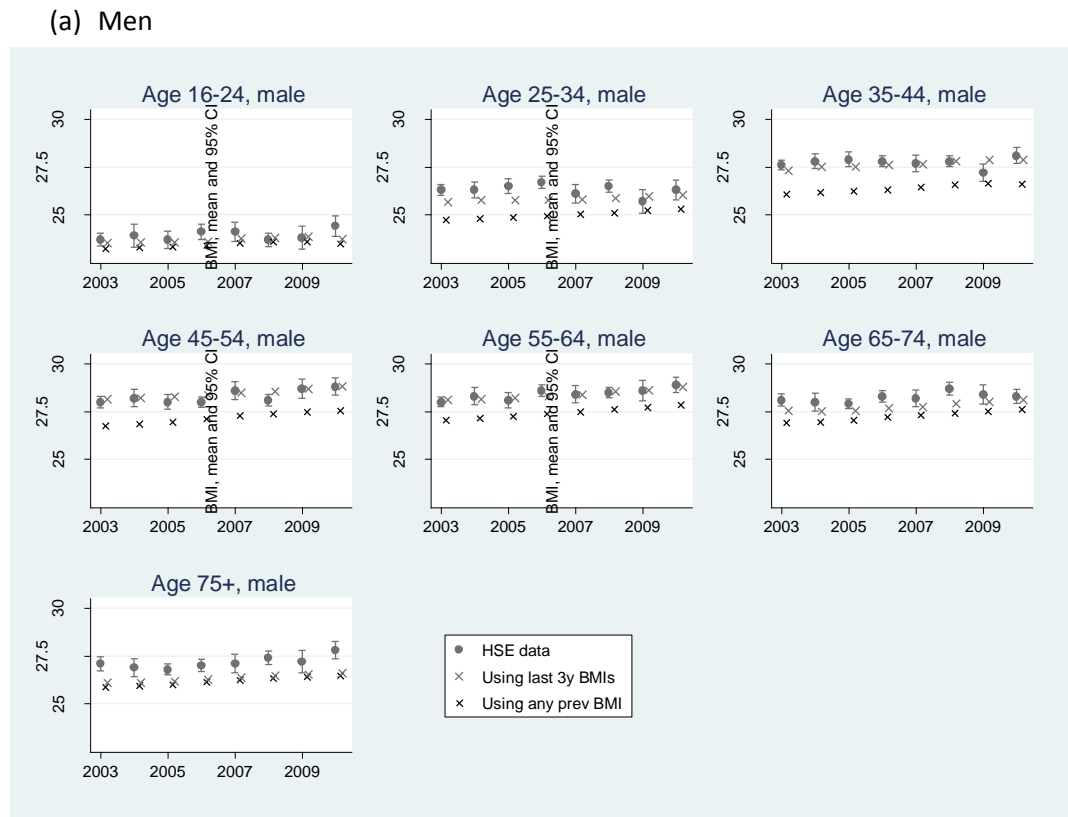 (a) Men
Age 16-24, male
30
27.5
25
2003 2005 2007 2009
BMI, mean and 95% CI
Age 25-34, male
30
27.5
25
2003 2005 2007 2009
BMI, mean and 95% CI
Age 35-44, male
30
27.5
25
2003 2005 2007 2009
Age 45-54, male
30
27.5
25
2003 2005 2007 2009
BMI, mean and 95% CI
Age 55-64, male
30
27.5
25
2003 2005 2007 2009
BMI, mean and 95% CI
Age 65-74, male
30
27.5
25
2003 2005 2007 2009
Age 75+, male
30
27.5
25
2003 2005 2007 2009
HSE data
Using last 3y BMIs
Using any prev BMI